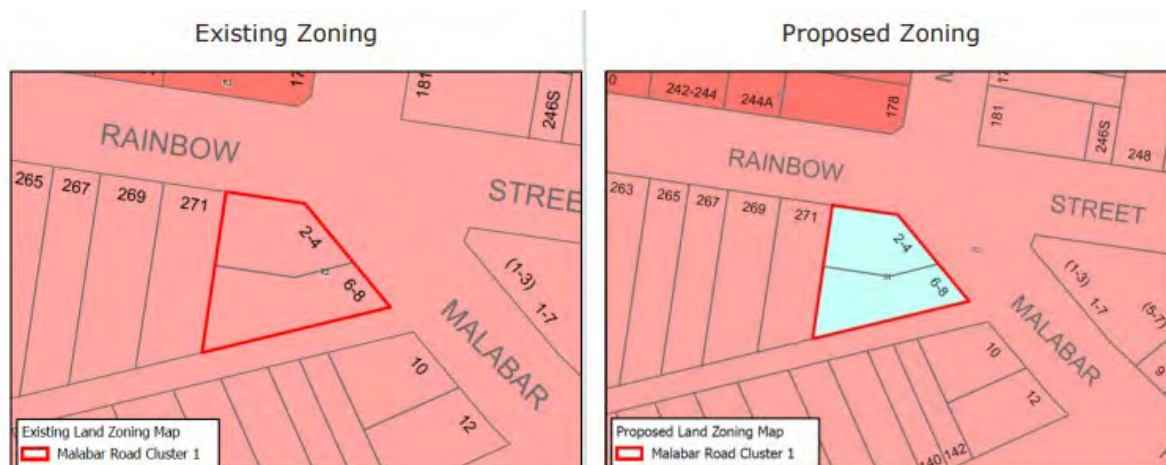 Existing Zoning
181
246S
RAINBOW
STREE
265
267
269
271
2-4
6-8
(1-3)
1-7
MALABAR
10
12
Existing Land Zoning Map
Malabar Road Cluster 1
Proposed Zoning
0
242-244
244A
178
181
246S
248
RAINBOW
STREET
263
265
267
269
271
2-4
6-8
(1-3)
1-7
(5-7)
9
MALABAR
10
12
140
142
Proposed Land Zoning Map
Malabar Road Cluster 1